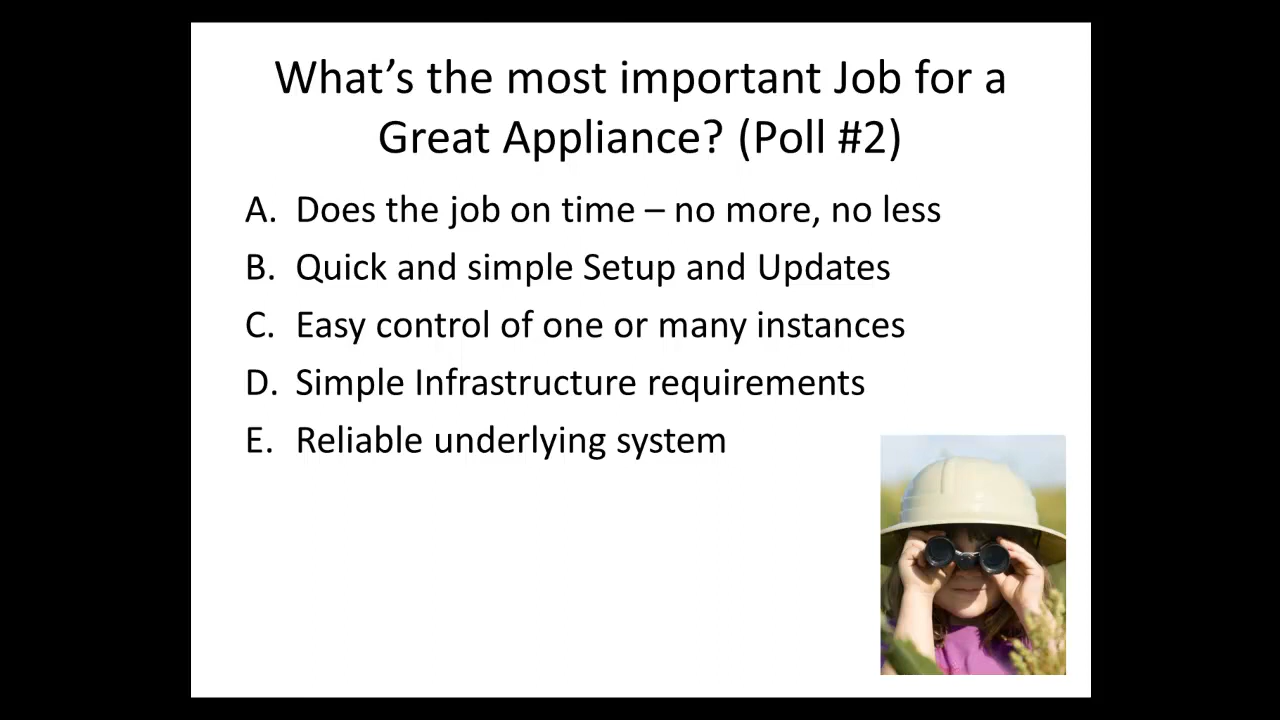 What’s the most important Job for a
Great Appliance? (Poll #2)
A. Does the job on time – no more, no less
B. Quick and simple Setup and Updates
C. Easy control of one or many instances
D. Simple Infrastructure requirements
E. Reliable underlying system